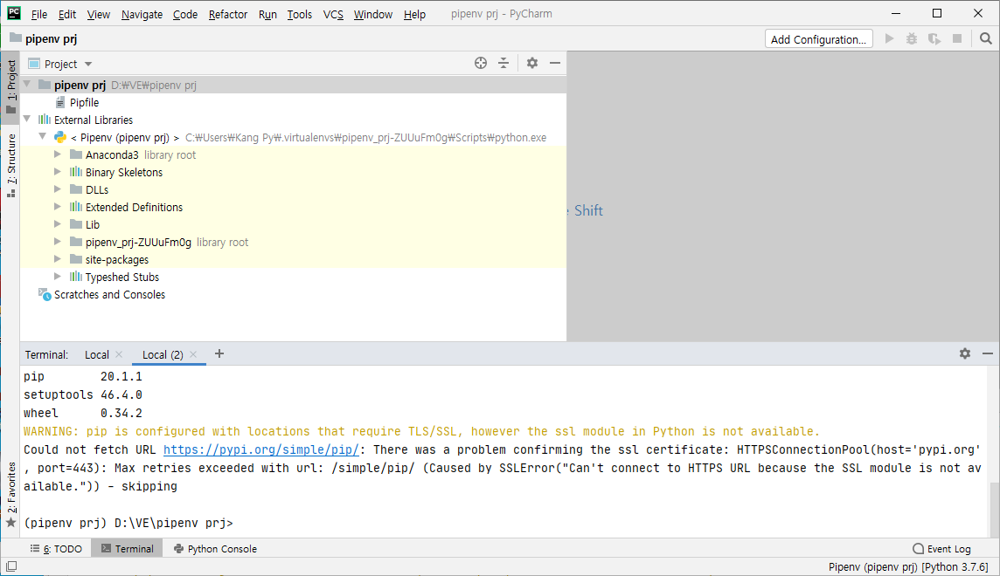 PC File Edit View Navigate Code Refactor Run Tools VCS Window Help pipenv prj - PyCharm
pipenv prj Add Configuration...
1: Project
7: Structure
2: Favorites
Project
pipenv prj D:₩VE₩pipenv prj
Pipfile
External Libraries
< Pipenv (pipenv prj) > C:₩Users₩Kang Py₩.virtualenvs₩pipenv_prj-ZUUuFm0g₩Scripts₩python.exe
Anaconda3 library root
Binary Skeletons
DLLs
Extended Definitions
Lib
pipenv_prj-ZUUuFm0g library root
site-packages
Typeshed Stubs
Scratches and Consoles
Shift
Terminal: Local Local (2)
pip 20.1.1
setuptools 46.4.0
wheel 0.34.2
WARNING: pip is configured with locations that require TLS/SSL, however the ssl module in Python is not available.
Could not fetch URL https://pypi.org/simple/pip/: There was a problem confirming the ssl certificate: HTTPSConnectionPool(host='pypi.org'
, port=443): Max retries exceeded with url: /simple/pip/ (Caused by SSLError("Can't connect to HTTPS URL because the SSL module is not av
ailable.")) - skipping
(pipenv prj) D:\VE\pipenv prj>
6: TODO Terminal Python Console Event Log
Pipenv (pipenv prj) [Python 3.7.6]